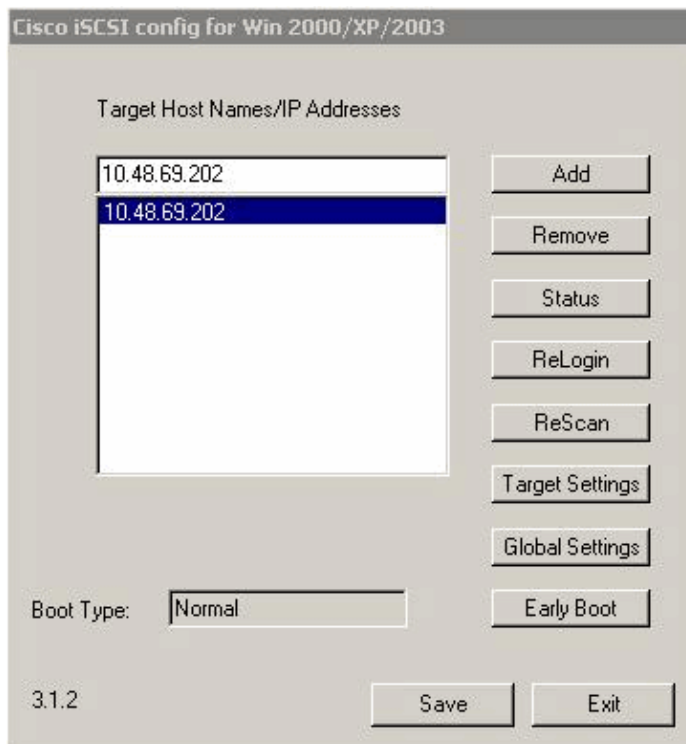 Cisco iSCSI config for Win 2000/XP/2003
Target Host Names/IP Addresses
10.48.69.202
10.48.69.202
Add
Remove
Status
ReLogin
ReScan
Target Settings
Global Settings
Boot Type: Normal
Early Boot
3.1.2
Save
Exit